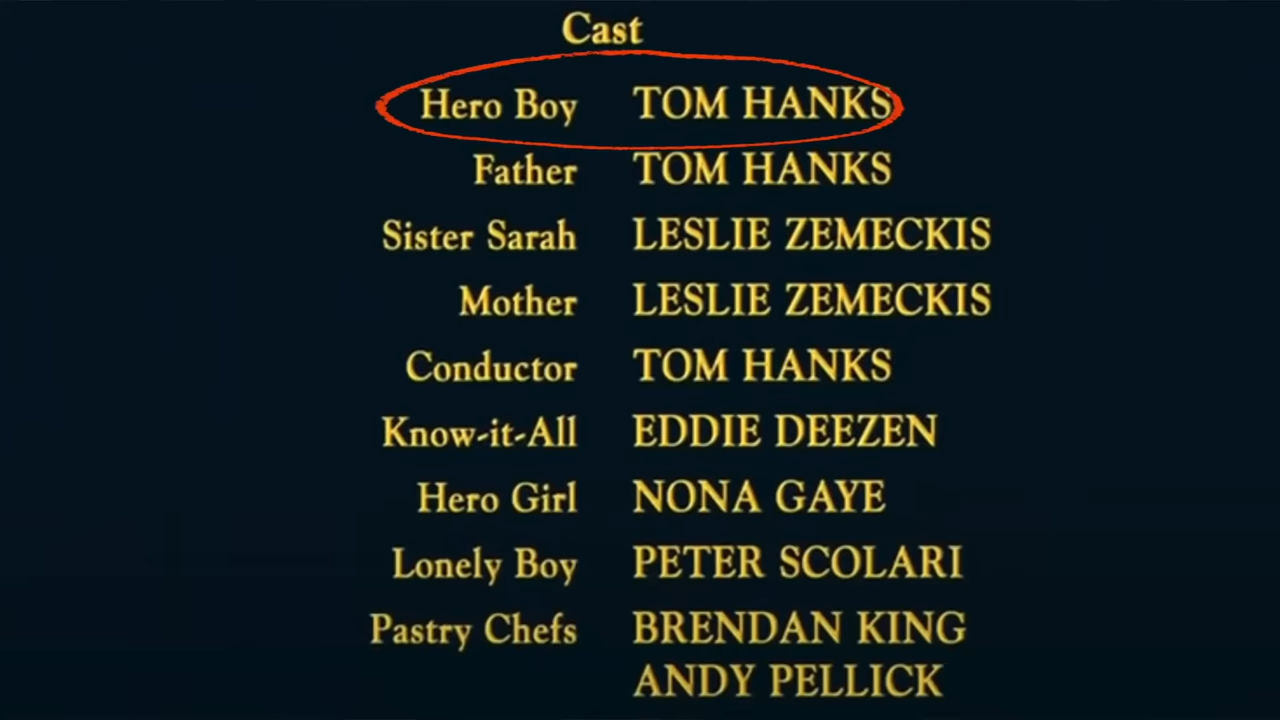 Cast
Hero Boy TOM HANKS
Father TOM HANKS
Sister Sarah LESLIE ZEMECKIS
Mother LESLIE ZEMECKIS
Conductor TOM HANKS
Know-it-All EDDIE DEEZEN
Hero Girl NONA GAYE
Lonely Boy PETER SCOLARI
Pastry Chefs BRENDAN KING
ANDY PELLICK